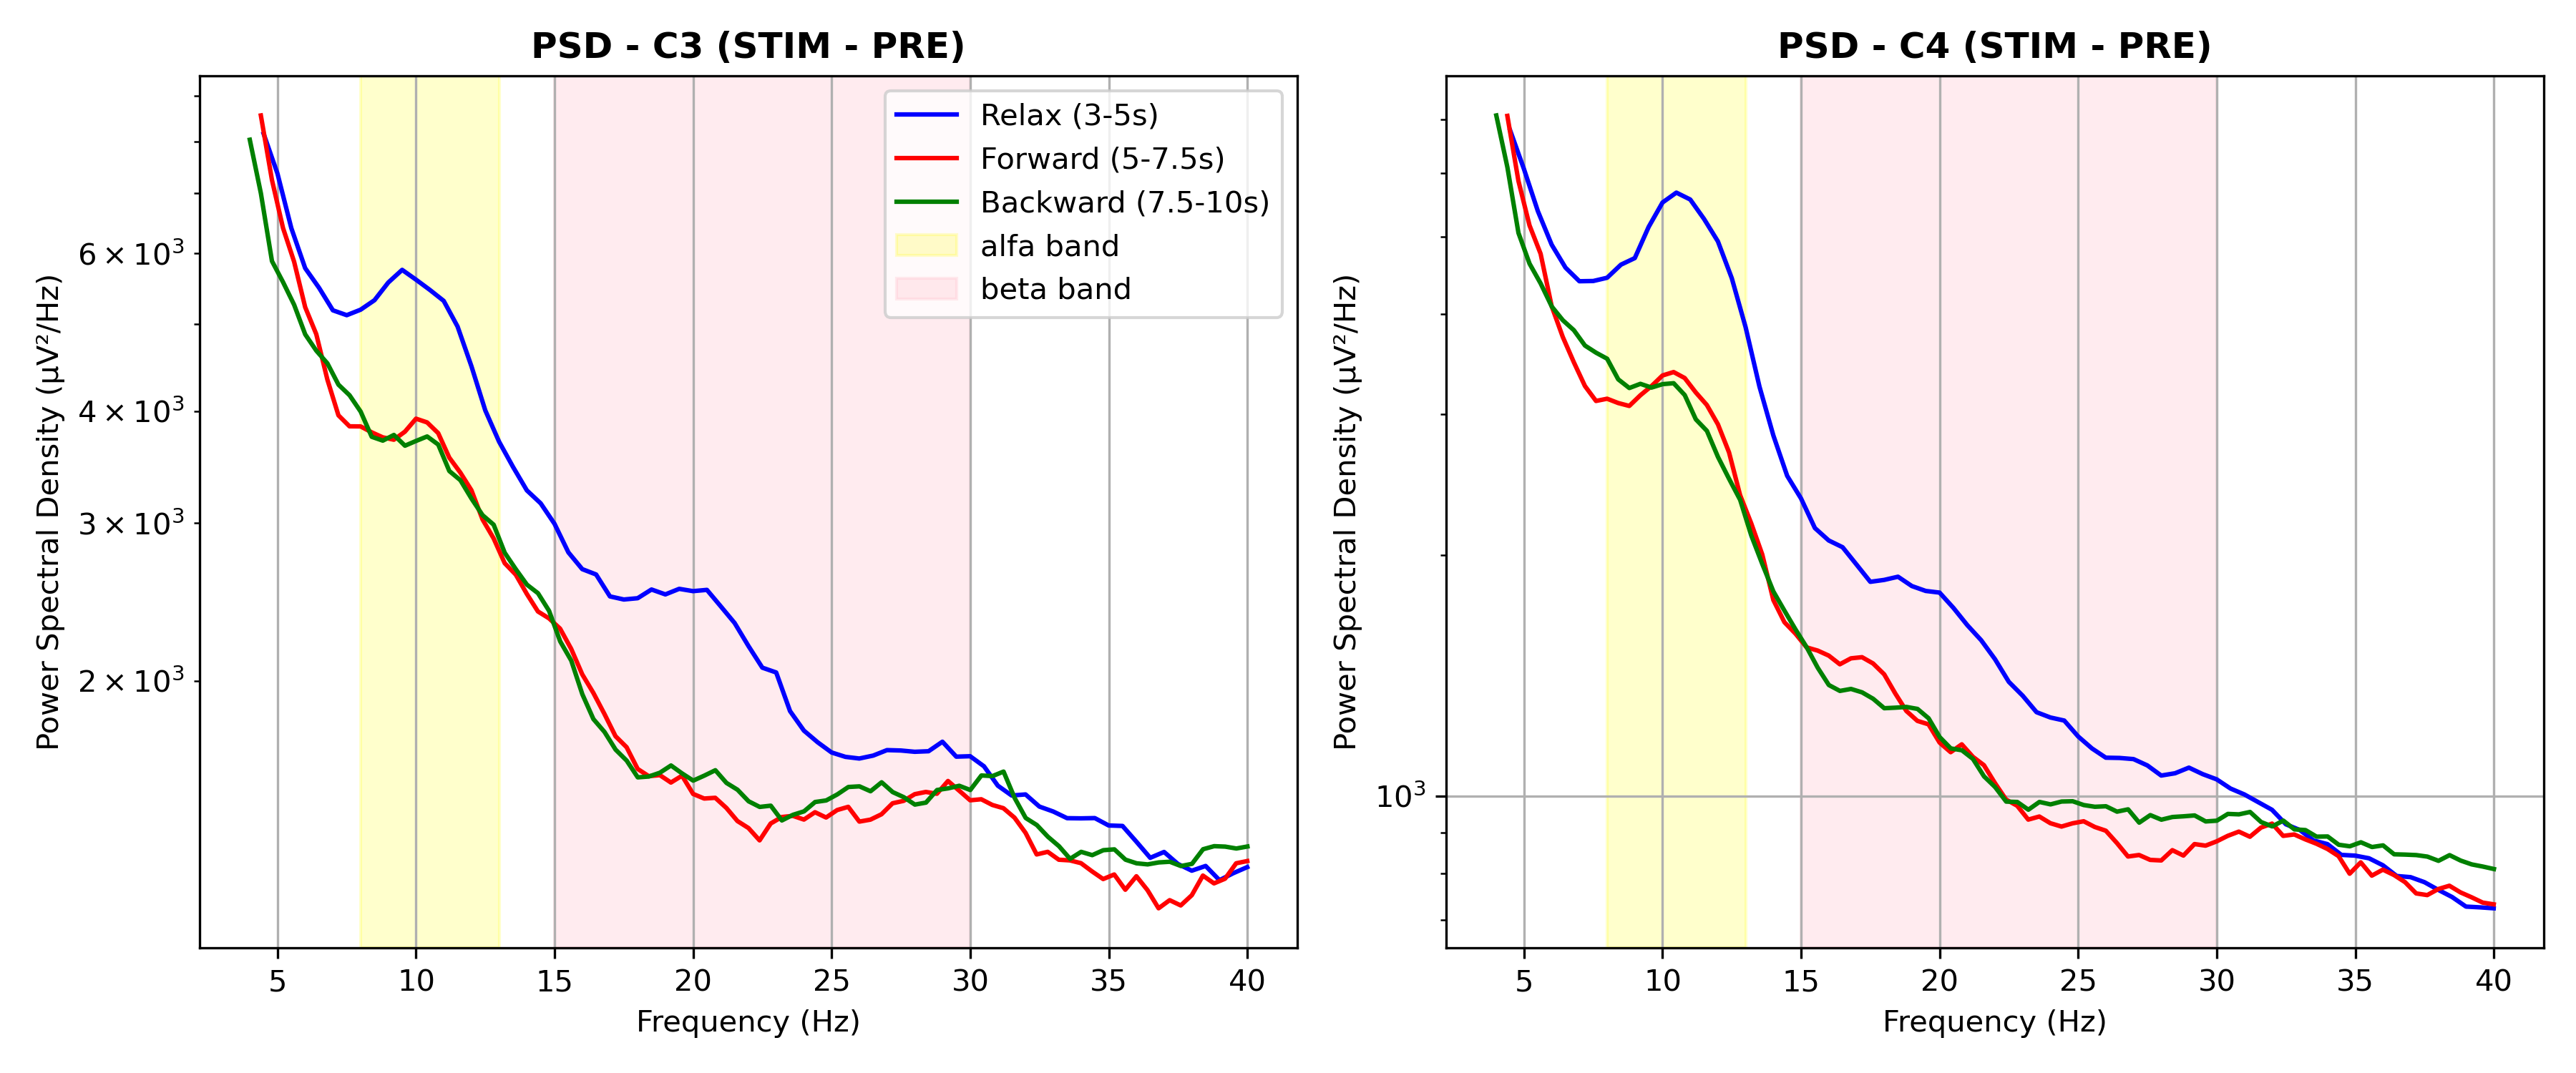 PSD - C3 (STIM - PRE)
Power Spectral Density (µV²/Hz)
6 × 10³
4 × 10³
3 × 10³
2 × 10³
Relax (3-5s)
Forward (5-7.5s)
Backward (7.5-10s)
alfa band
beta band
5 10 15 20 25 30 35 40
Frequency (Hz)
PSD - C4 (STIM - PRE)
Power Spectral Density (µV²/Hz)
10³
5 10 15 20 25 30 35 40
Frequency (Hz)